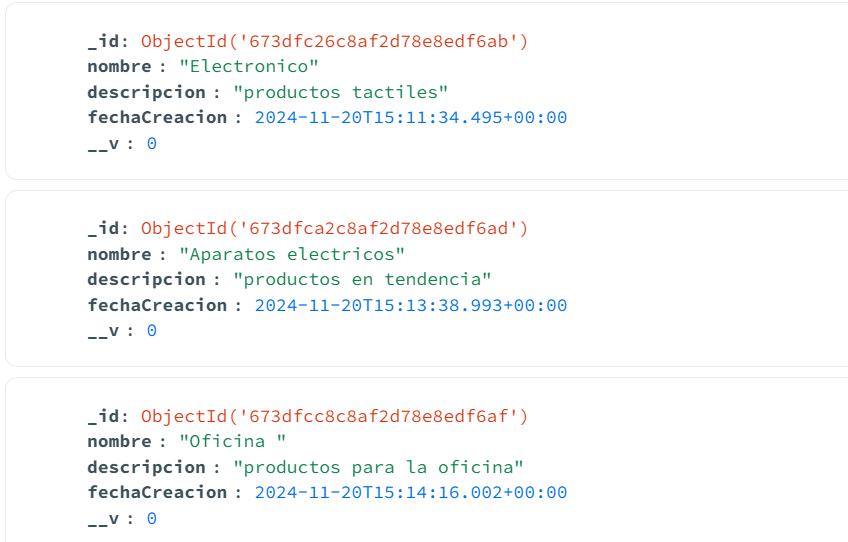 _id: ObjectId('673dfc26c8af2d78e8edf6ab')
nombre : "Electronico"
descripcion : "productos tactiles"
fechaCreacion : 2024-11-20T15:11:34.495+00:00
__v : 0
_id: ObjectId('673dfca2c8af2d78e8edf6ad')
nombre : "Aparatos electricos"
descripcion : "productos en tendencia"
fechaCreacion : 2024-11-20T15:13:38.993+00:00
__v : 0
_id: ObjectId('673dfcc8c8af2d78e8edf6af')
nombre : "Oficina "
descripcion : "productos para la oficina"
fechaCreacion : 2024-11-20T15:14:16.002+00:00
__v : 0